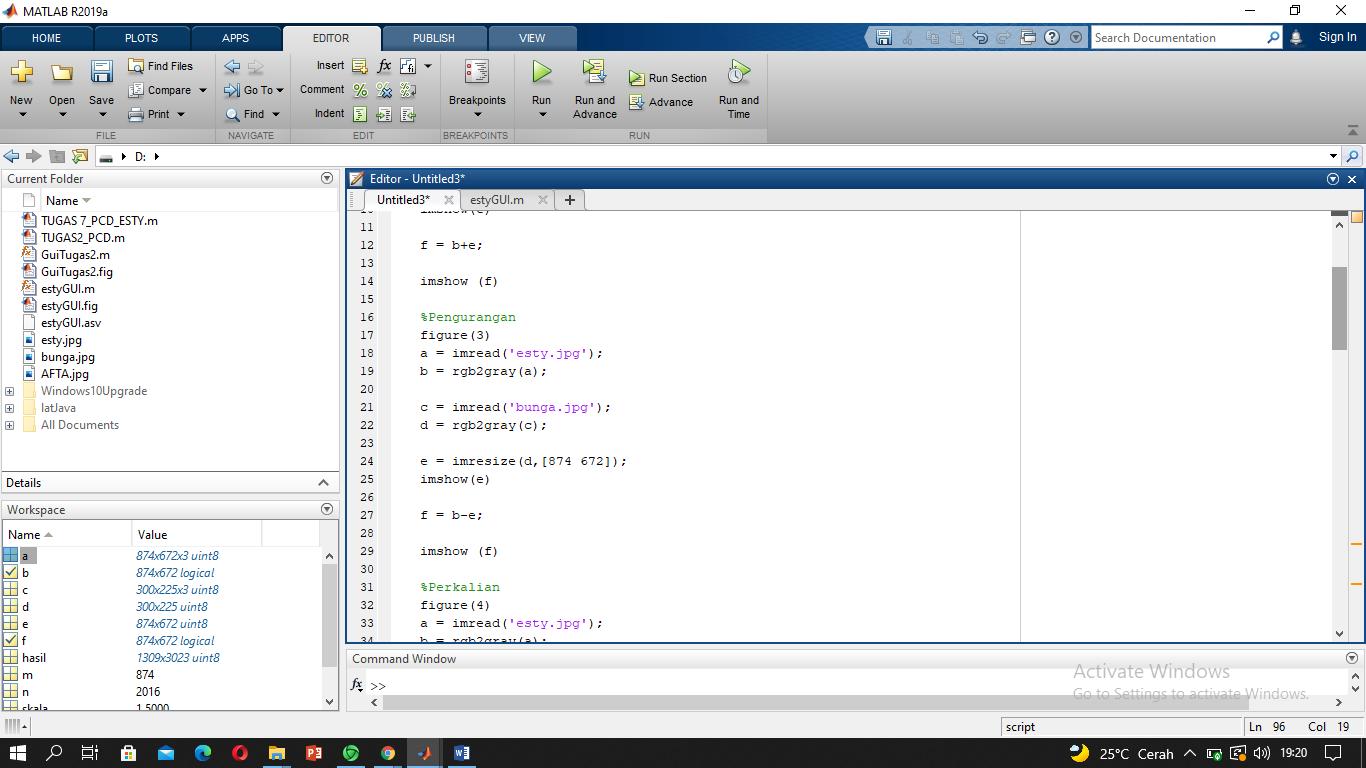 MATLAB R2019a
HOME PLOTS APPS EDITOR PUBLISH VIEW Search Documentation Sign In
New Open Save Find Files Compare Print Go To Find Insert Comment Indent Breakpoints Run Run and Advance Run Section Advance Run and Time
FILE NAVIGATE EDIT BREAKPOINTS RUN
D:
Current Folder
Name
TUGAS 7_PCD_ESTY.m
TUGAS2_PCD.m
GuiTugas2.m
GuiTugas2.fig
estyGUI.m
estyGUI.fig
estyGUI.asv
esty.jpg
bunga.jpg
AFTA.jpg
Windows10Upgrade
latJava
All Documents
Details
Workspace
Name Value
a 874x672x3 uint8
b 874x672 logical
c 300x225x3 uint8
d 300x225 uint8
e 874x672 uint8
f 874x672 logical
hasil 1309x3023 uint8
m 874
n 2016
skala 1.5000
Editor - Untitled3*
Untitled3* estyGUI.m
10 imshow(e)
11
12 f = b+e;
13
14 imshow (f)
15
16 %Pengurangan
17 figure(3)
18 a = imread('esty.jpg');
19 b = rgb2gray(a);
20
21 c = imread('bunga.jpg');
22 d = rgb2gray(c);
23
24 e = imresize(d,[874 672]);
25 imshow(e)
26
27 f = b-e;
28
29 imshow (f)
30
31 %Perkalian
32 figure(4)
33 a = imread('esty.jpg');
34 b = rgb2gray(a);
Command Window
fx >>
Activate Windows
Go to Settings to activate Windows.
script Ln 96 Col 19
25°C Cerah 19:20